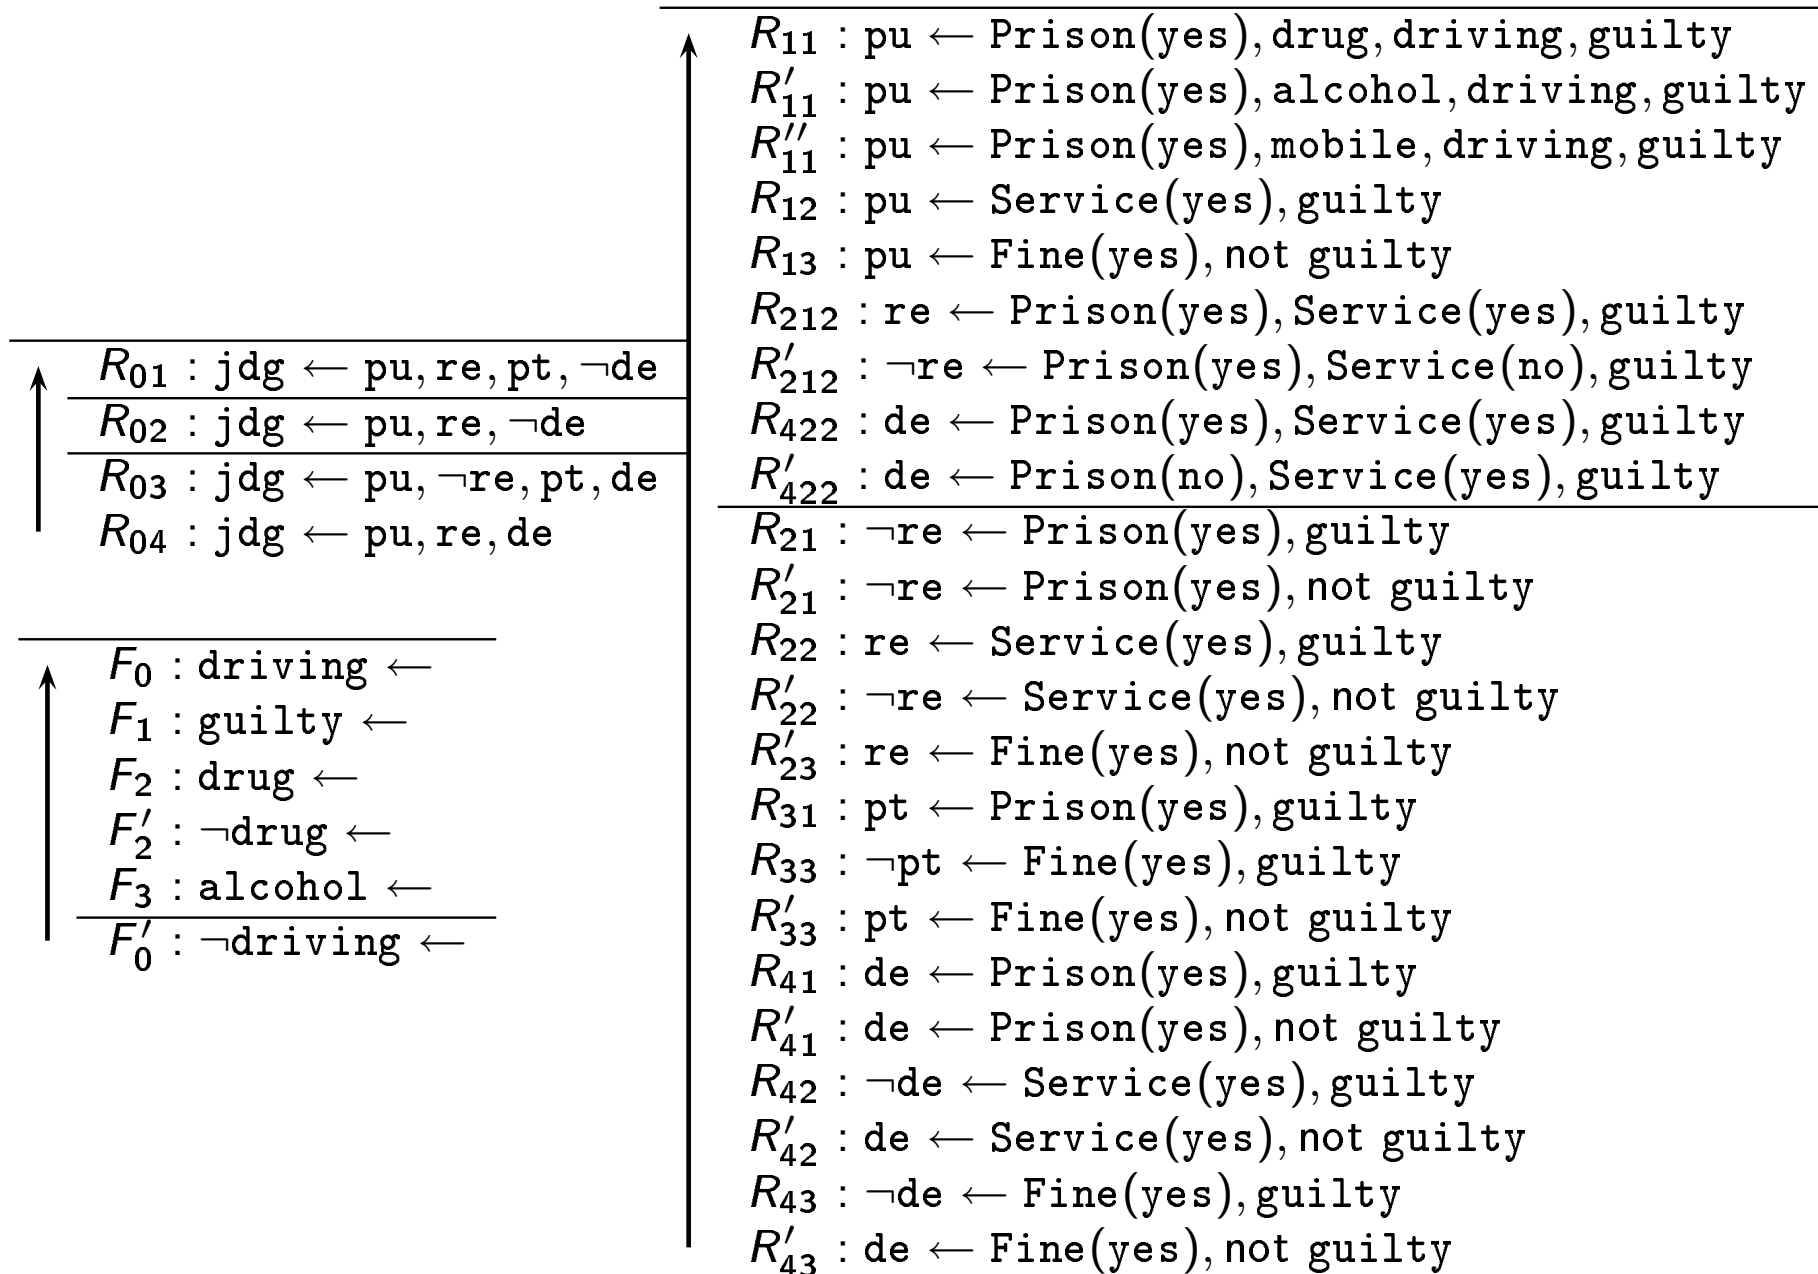 R₀₁ : jdg ← pu, re, pt, ¬de
R₀₂ : jdg ← pu, re, ¬de
R₀₃ : jdg ← pu, ¬re, pt, de
R₀₄ : jdg ← pu, re, de
F₀ : driving ←
F₁ : guilty ←
F₂ : drug ←
F′₂ : ¬drug ←
F₃ : alcohol ←
F′₀ : ¬driving ←
R₁₁ : pu ← Prison(yes), drug, driving, guilty
R′₁₁ : pu ← Prison(yes), alcohol, driving, guilty
R′′₁₁ : pu ← Prison(yes), mobile, driving, guilty
R₁₂ : pu ← Service(yes), guilty
R₁₃ : pu ← Fine(yes), not guilty
R₂₁₂ : re ← Prison(yes), Service(yes), guilty
R′₂₁₂ : ¬re ← Prison(yes), Service(no), guilty
R₄₂₂ : de ← Prison(yes), Service(yes), guilty
R′₄₂₂ : de ← Prison(no), Service(yes), guilty
R₂₁ : ¬re ← Prison(yes), guilty
R′₂₁ : ¬re ← Prison(yes), not guilty
R₂₂ : re ← Service(yes), guilty
R′₂₂ : ¬re ← Service(yes), not guilty
R′₂₃ : re ← Fine(yes), not guilty
R₃₁ : pt ← Prison(yes), guilty
R₃₃ : ¬pt ← Fine(yes), guilty
R′₃₃ : pt ← Fine(yes), not guilty
R₄₁ : de ← Prison(yes), guilty
R′₄₁ : de ← Prison(yes), not guilty
R₄₂ : ¬de ← Service(yes), guilty
R′₄₂ : de ← Service(yes), not guilty
R₄₃ : ¬de ← Fine(yes), guilty
R′₄₃ : de ← Fine(yes), not guilty